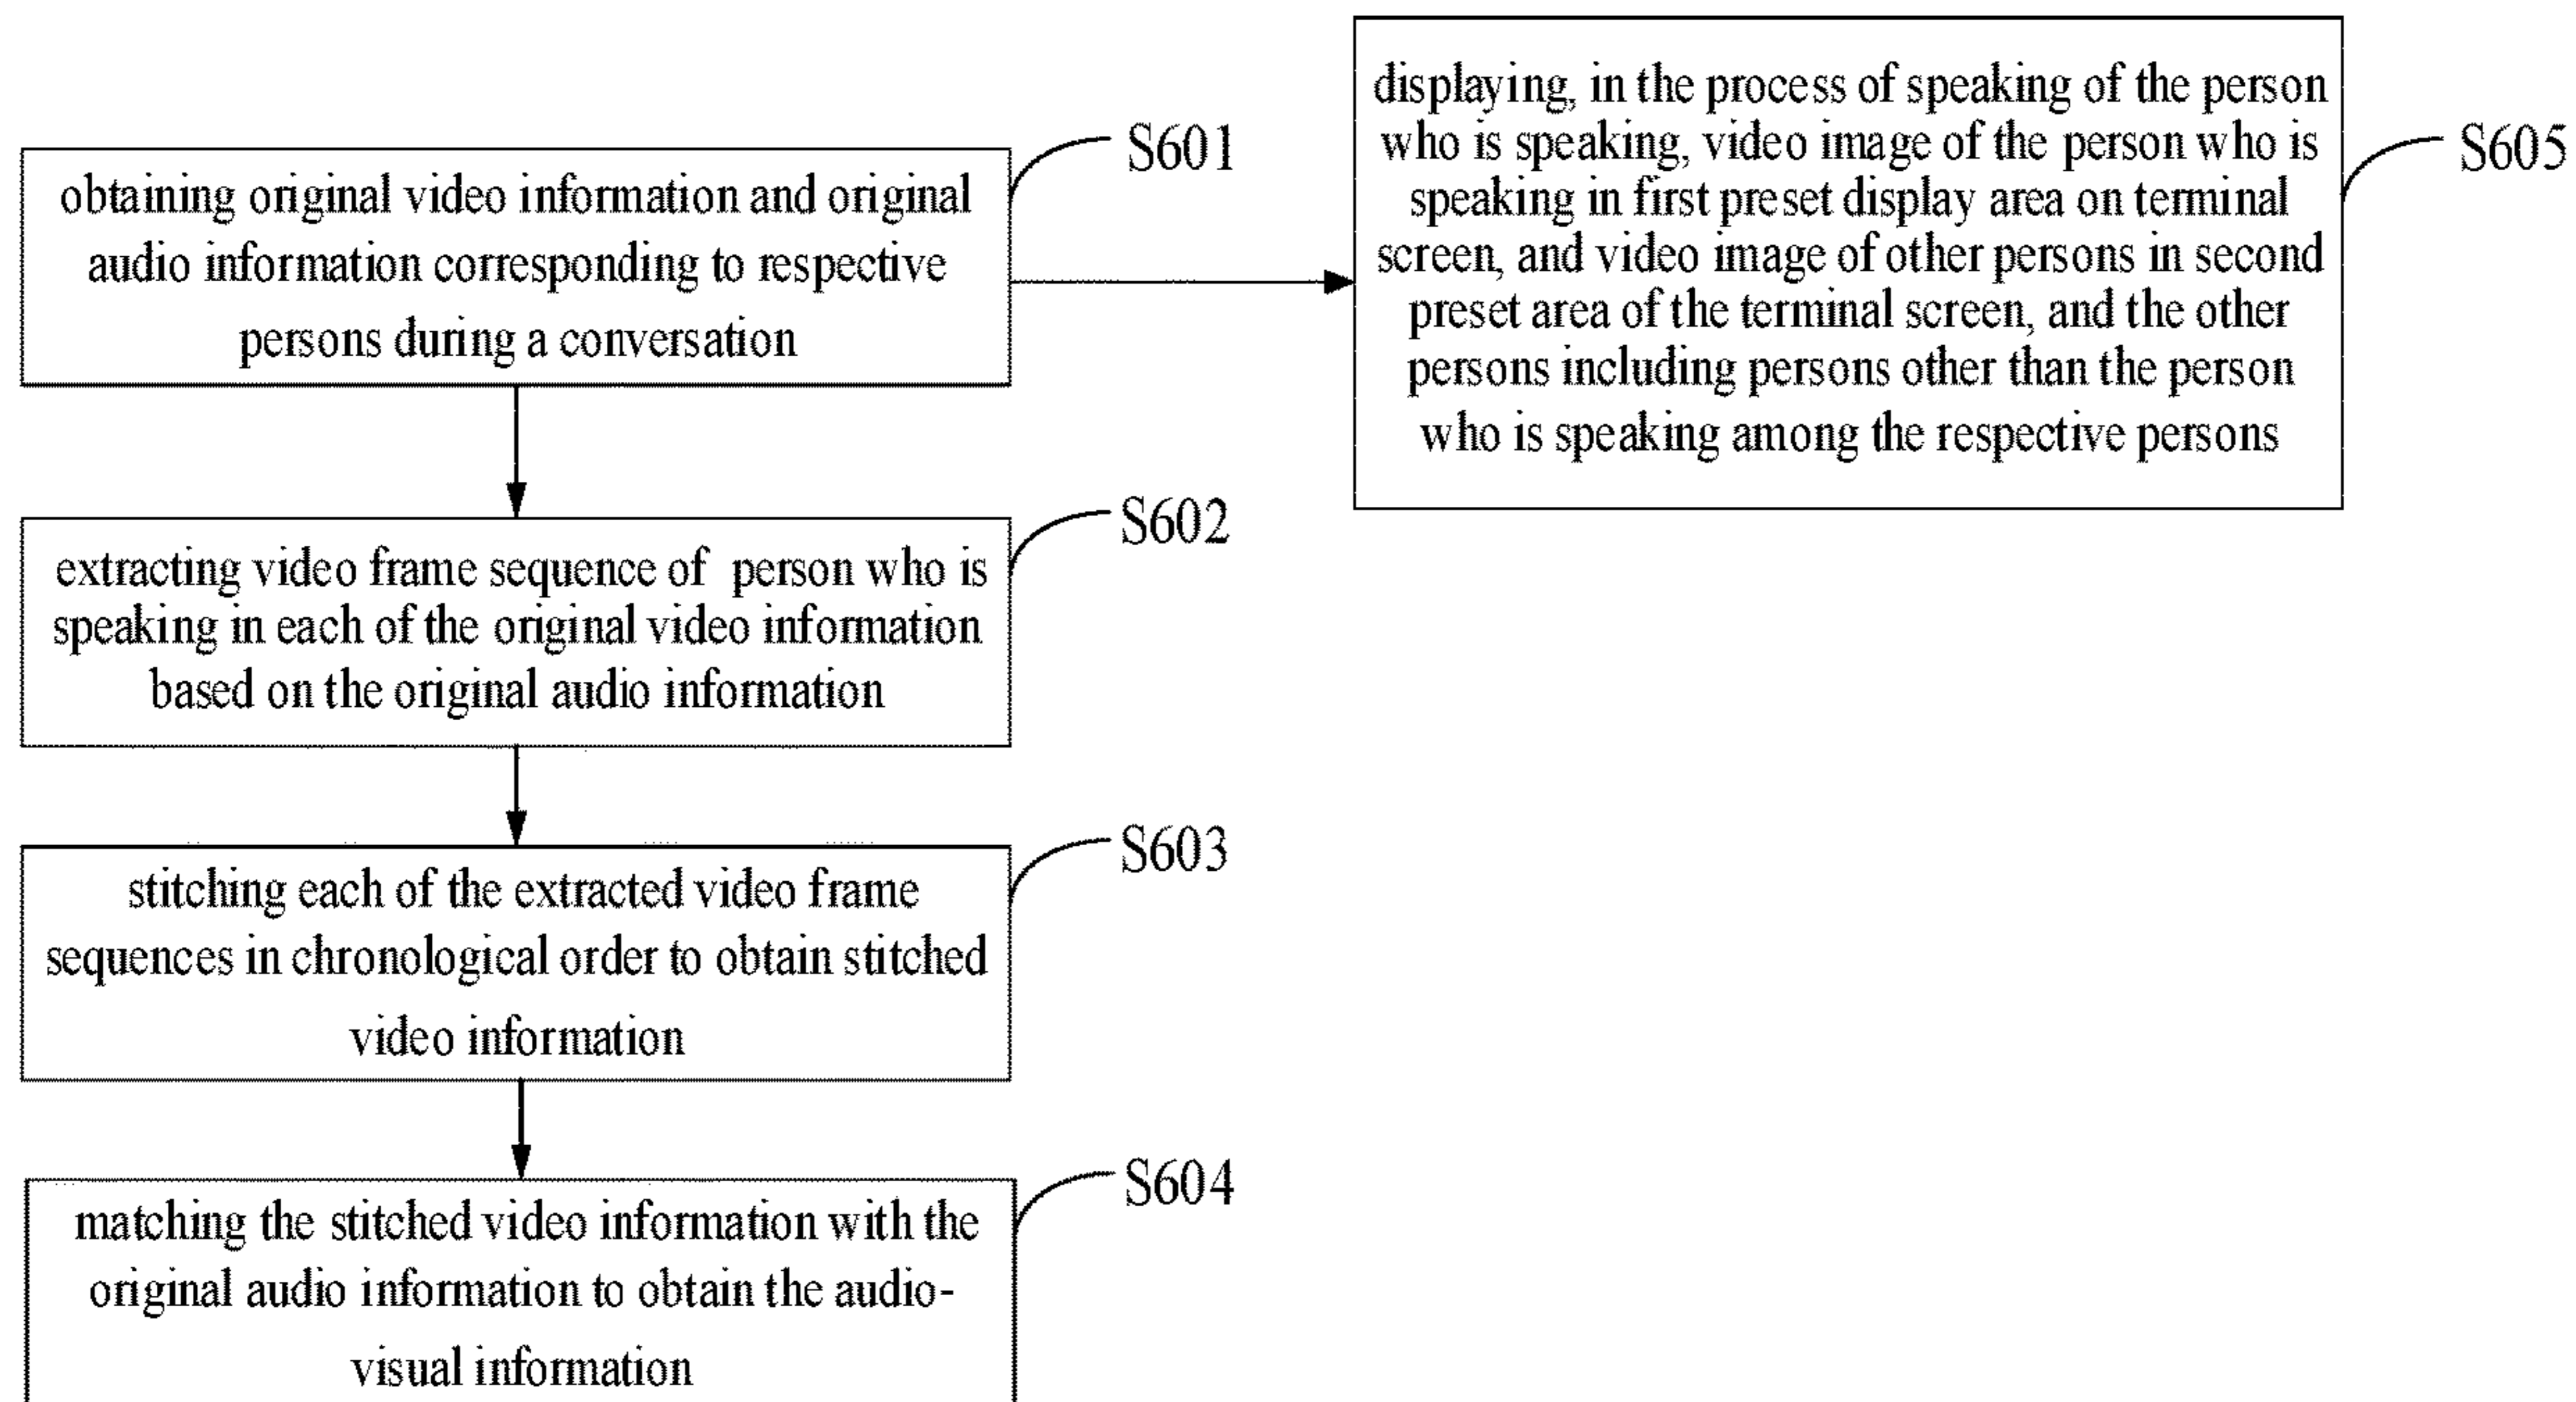 obtaining original video information and original
audio information corresponding to respective
persons during a conversation
S601
displaying, in the process of speaking of the person
who is speaking, video image of the person who is
speaking in first preset display area on terminal
screen, and video image of other persons in second
preset area of the terminal screen, and the other
persons including persons other than the person
who is speaking among the respective persons
S605
extracting video frame sequence of person who is
speaking in each of the original video information
based on the original audio information
S602
stitching each of the extracted video frame
sequences in chronological order to obtain stitched
video information
S603
matching the stitched video information with the
original audio information to obtain the audio-
visual information
S604